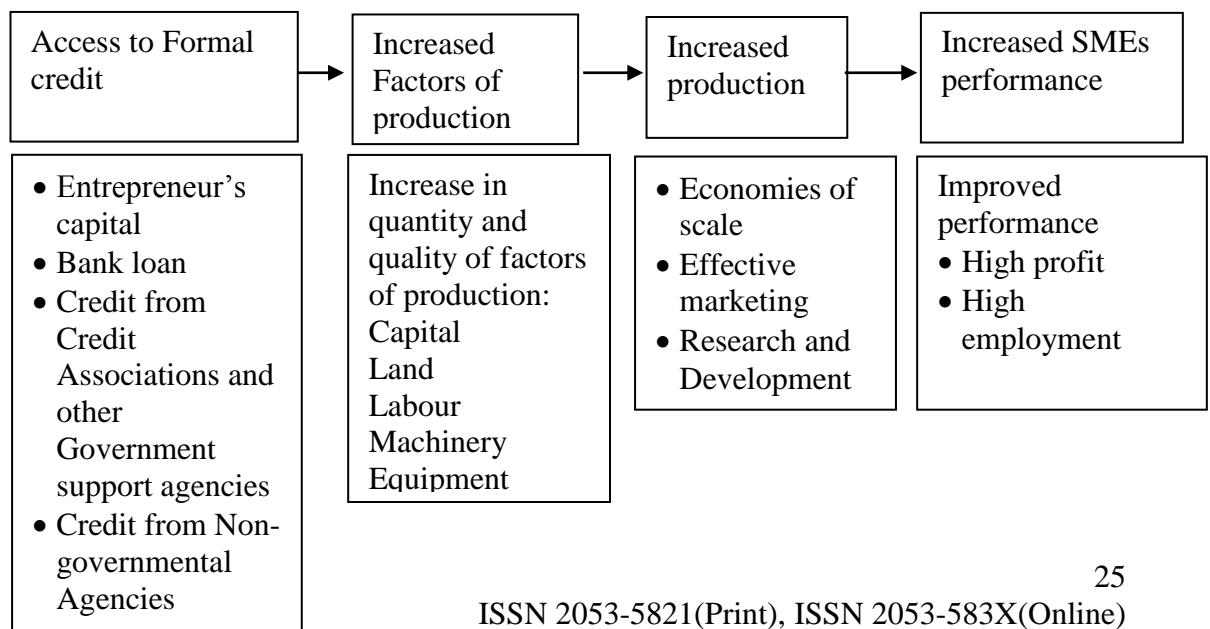 Access to Formal
credit
Increased
Factors of
production
Increased
production
Increased SMEs
performance
• Entrepreneur's
capital
• Bank loan
• Credit from
Credit
Associations and
other
Government
support agencies
• Credit from Non-
governmental
Agencies
Increase in
quantity and
quality of factors
of production:
Capital
Land
Labour
Machinery
Equipment
• Economies of
scale
• Effective
marketing
• Research and
Development
Improved
performance
• High profit
• High
employment
25
ISSN 2053-5821(Print), ISSN 2053-583X(Online)